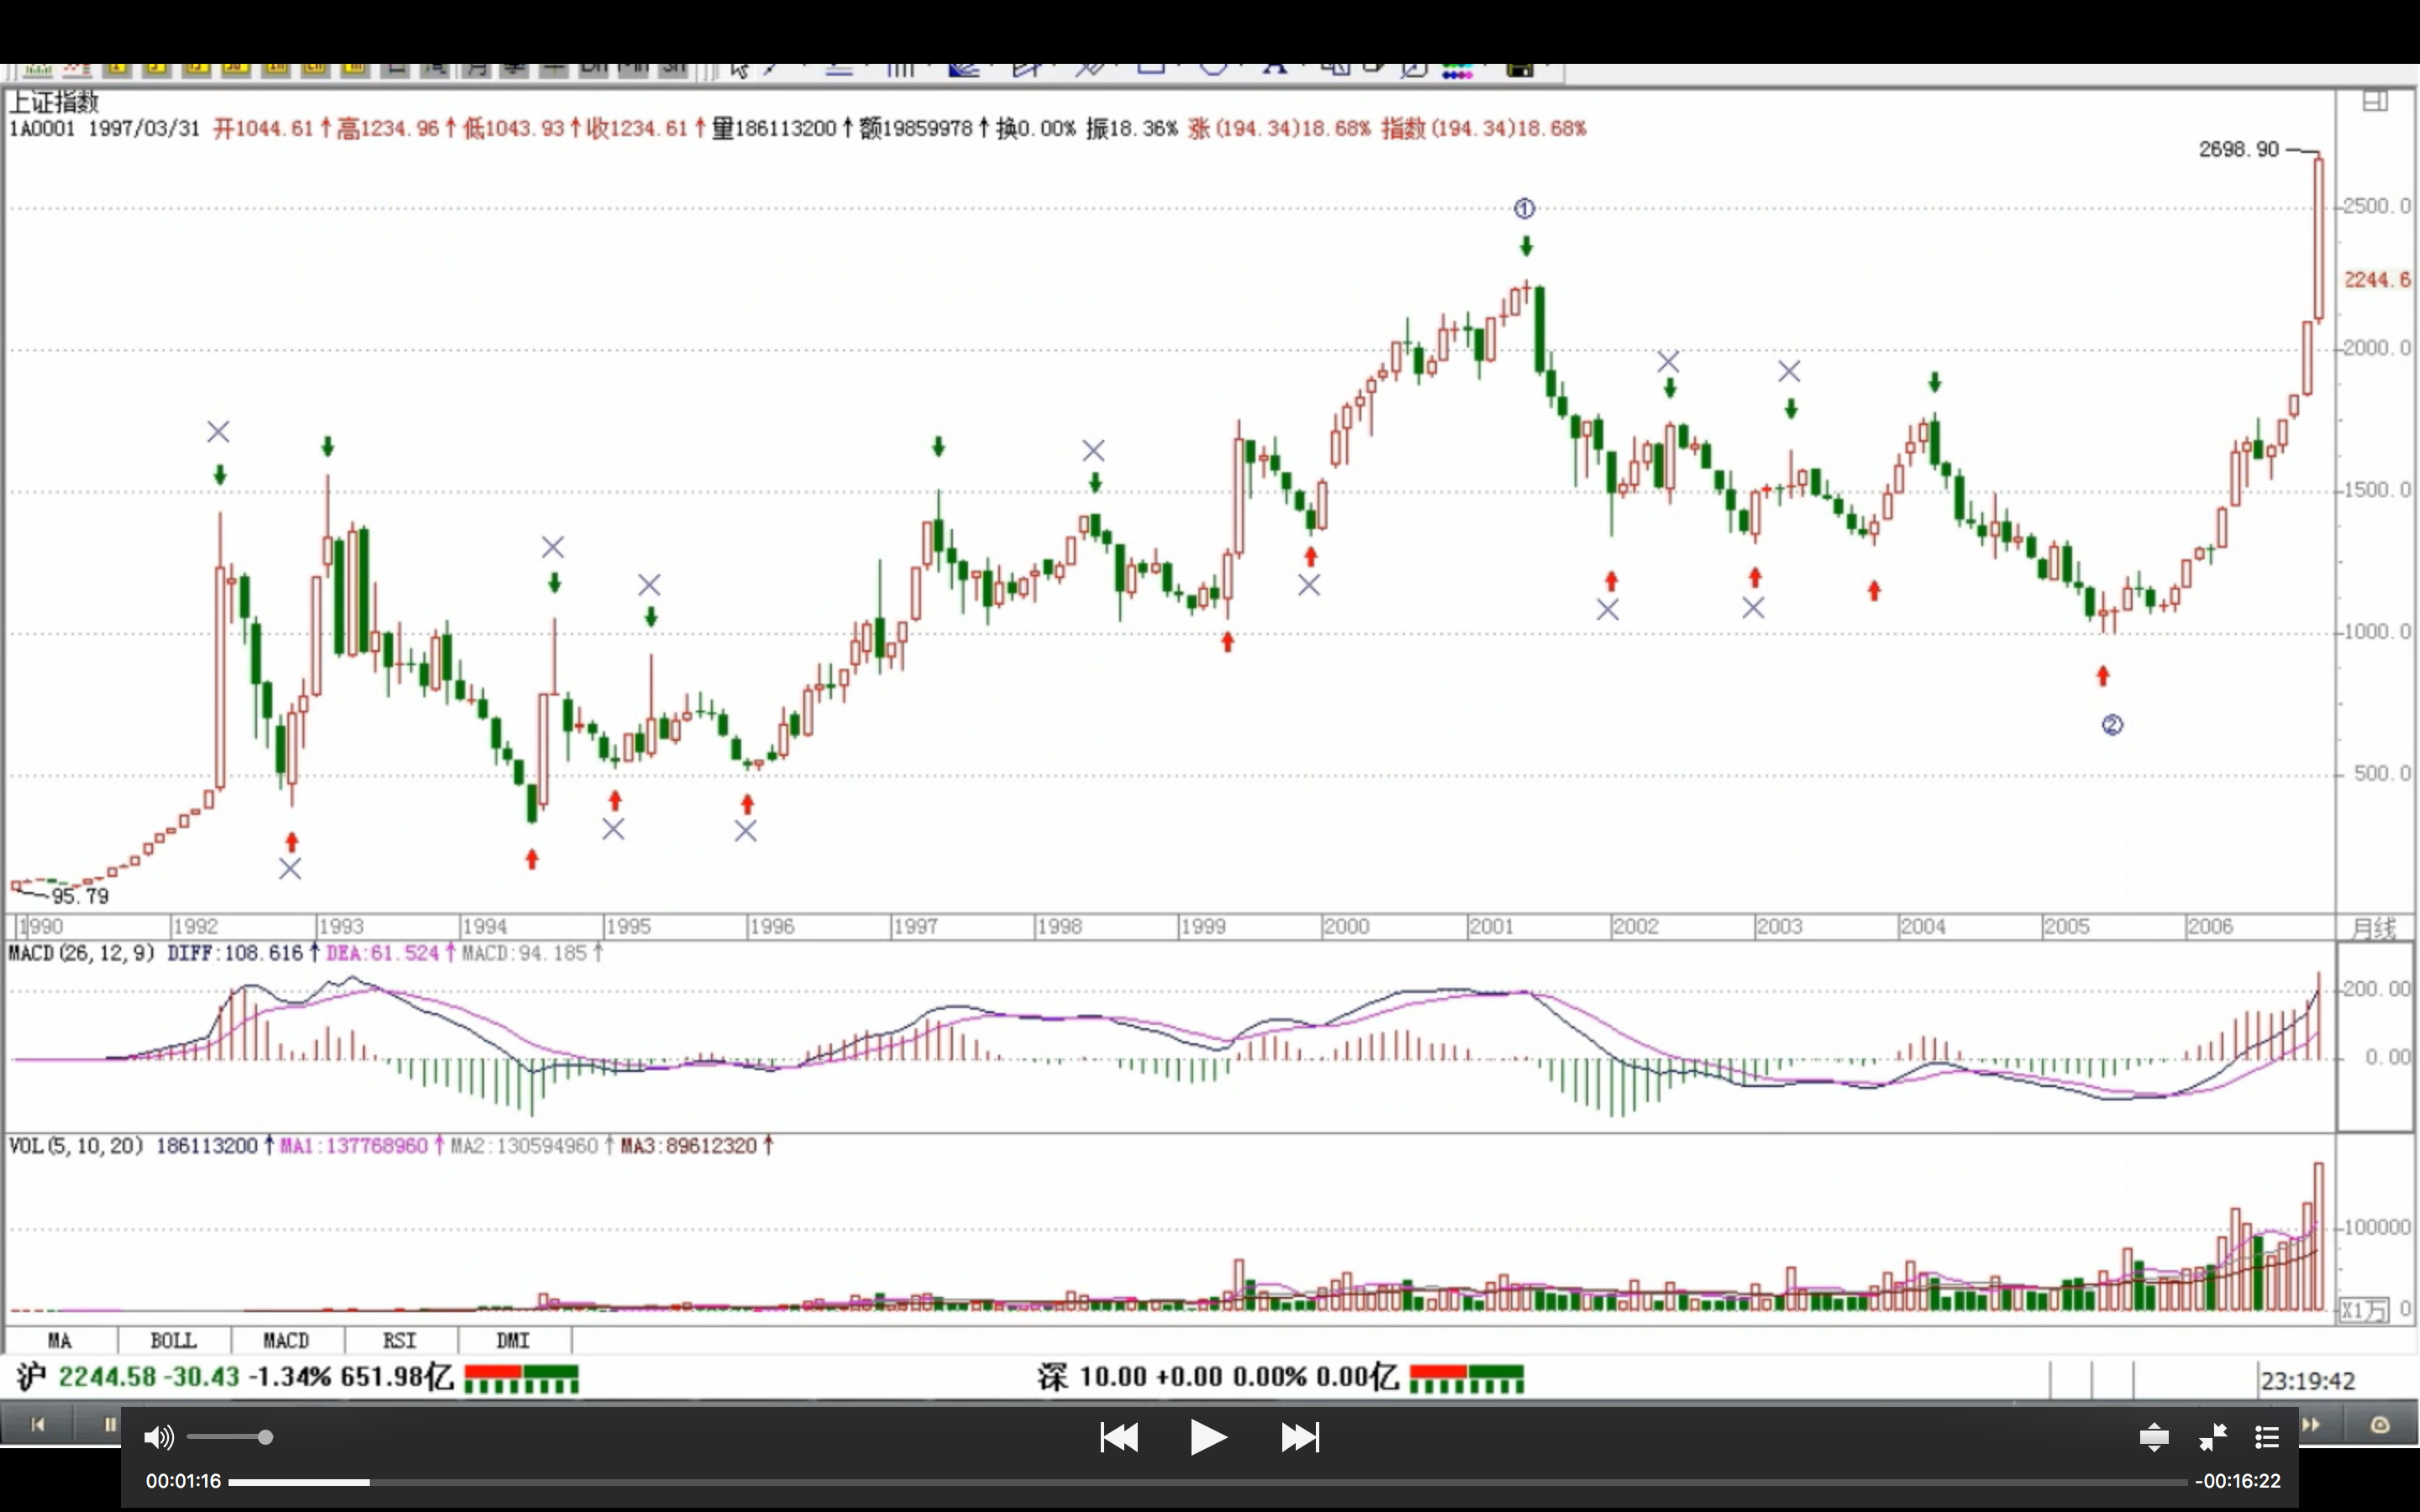 上证指数
1A0001 1997/03/31 开1044.61↑高1234.96↑低1043.93↑收1234.61↑量186113200↑额19859978↑换0.00% 振18.36% 涨(194.34)18.68% 指数(194.34)18.68%
2698.90
①
2500.0
2244.6
2000.0
1500.0
1000.0
②
500.0
95.79
1990 1992 1993 1994 1995 1996 1997 1998 1999 2000 2001 2002 2003 2004 2005 2006 月线
MACD(26,12,9) DIFF:108.616↑DEA:61.524↑MACD:94.185↑
200.00
0.00
VOL(5,10,20) 186113200↑MA1:137768960↑MA2:130594960↑MA3:89612320↑
100000
X1万 0
MA BOLL MACD RSI DMI
沪 2244.58 -30.43 -1.34% 651.98亿 深 10.00 +0.00 0.00% 0.00亿 23:19:42
00:01:16 -00:16:22